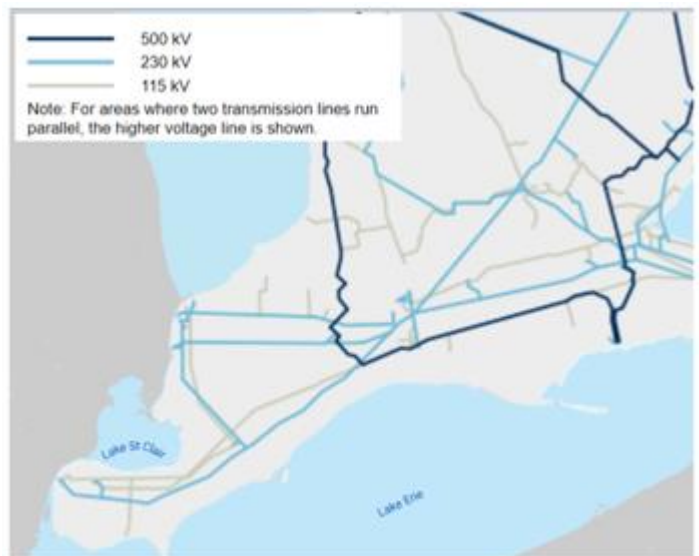 500 kV
230 kV
115 kV
Note: For areas where two transmission lines run
parallel, the higher voltage line is shown.
Lake St Clair
Lake Erie